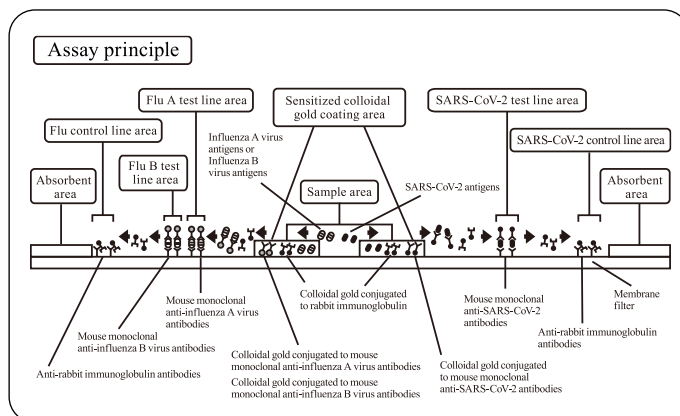 Assay principle
Flu A test line area
Sensitized colloidal
gold coating area
SARS-CoV-2 test line area
Flu control line area
Influenza A virus
antigens or
Influenza B
virus antigens
SARS-CoV-2 control line area
Flu B test
line area
Absorbent
area
Sample area
SARS-CoV-2 antigens
Absorbent
area
Mouse monoclonal
anti-influenza A virus
antibodies
Colloidal gold conjugated
to rabbit immunoglobulin
Mouse monoclonal
anti-SARS-CoV-2
antibodies
Membrane
filter
Mouse monoclonal
anti-influenza B virus antibodies
Anti-rabbit immunoglobulin
antibodies
Anti-rabbit immunoglobulin antibodies
Colloidal gold conjugated to mouse
monoclonal anti-influenza A virus antibodies
Colloidal gold conjugated to mouse
monoclonal anti-influenza B virus antibodies
Colloidal gold conjugated
to mouse monoclonal
anti-SARS-CoV-2 antibodies